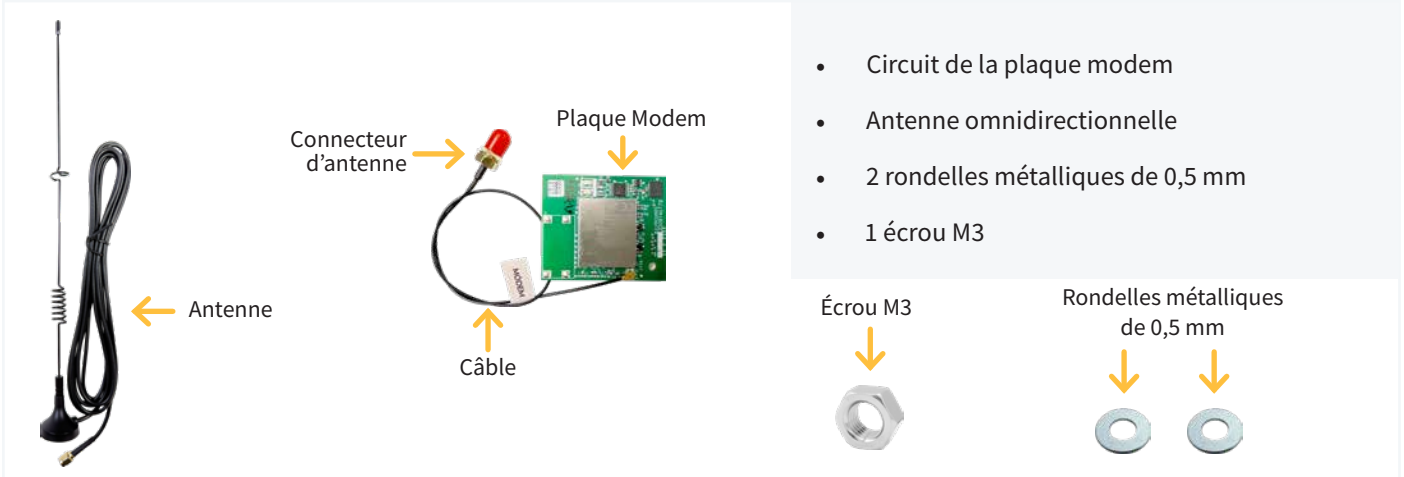 • Circuit de la plaque modem
• Antenne omnidirectionnelle
• 2 rondelles métalliques de 0,5 mm
• 1 écrou M3
Connecteur
d’antenne
Plaque Modem
MODEM
Antenne
Câble
Écrou M3
Rondelles métalliques
de 0,5 mm